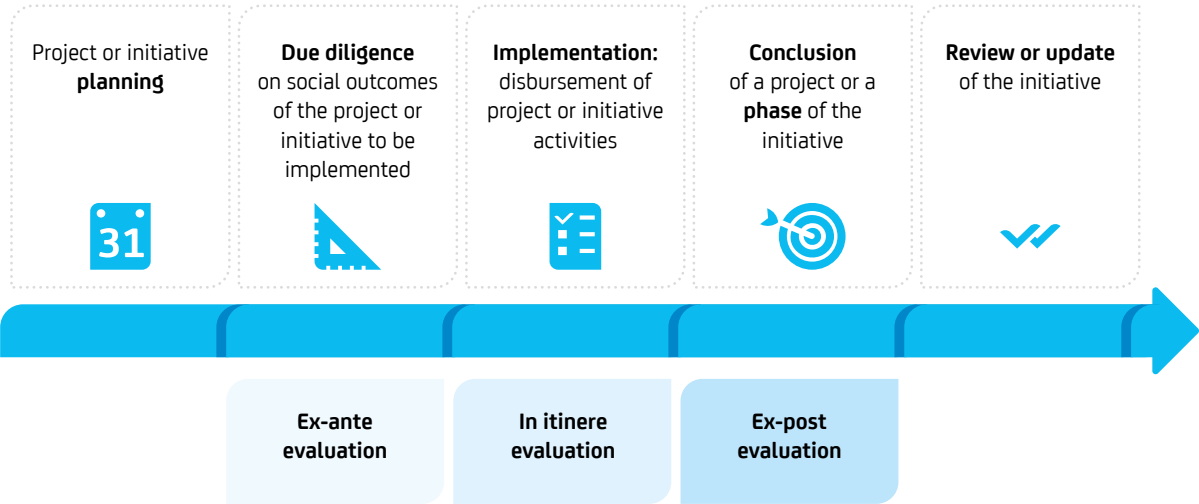 Project or initiative
planning
Due diligence
on social outcomes
of the project or
initiative to be
implemented
Implementation:
disbursement of
project or initiative
activities
Conclusion
of a project or a
phase of the
initiative
Review or update
of the initiative
31
Ex-ante
evaluation
In itinere
evaluation
Ex-post
evaluation